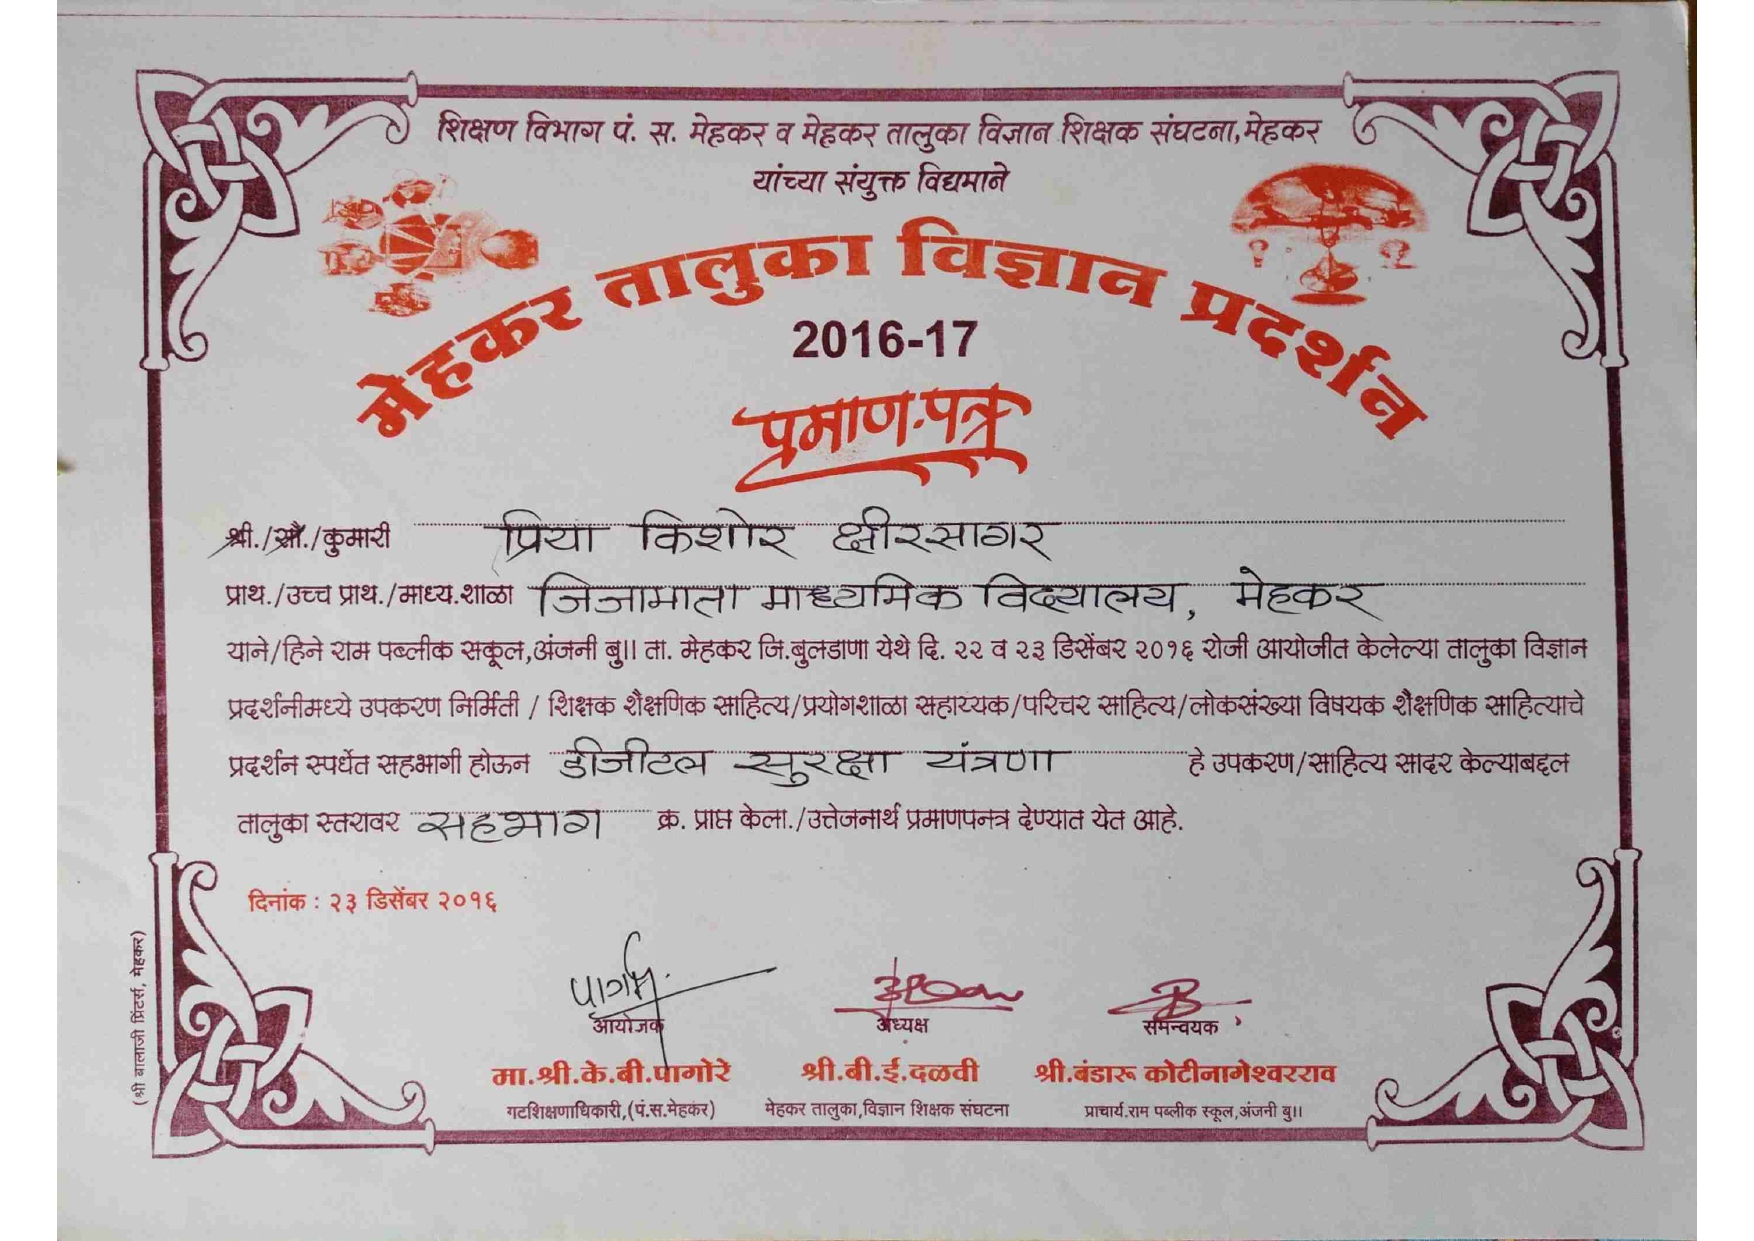 शिक्षण विभाग पं. स. मेहकर व मेहकर तालुका विज्ञान शिक्षक संघटना,मेहकर
यांच्या संयुक्त विद्यमाने
मेहकर तालुका विज्ञान प्रदर्शन
2016-17
प्रमाण-पत्र
श्री./सौ./कुमारी प्रिया किशोर क्षीरसागर
प्राथ./उच्च प्राथ./माध्य.शाळा जिजामाता माध्यमिक विद्यालय, मेहकर
याने/हिने राम पब्लीक सकूल,अंजनी बु।। ता. मेहकर जि.बुलडाणा येथे दि. २२ व २३ डिसेंबर २०१६ रोजी आयोजीत केलेल्या तालुका विज्ञान
प्रदर्शनीमध्ये उपकरण निर्मिती / शिक्षक शैक्षणिक साहित्य/प्रयोगशाळा सहाय्यक/परिचर साहित्य/लोकसंख्या विषयक शैक्षणिक साहित्याचे
प्रदर्शन स्पर्धेत सहभागी होऊन डीजीटल सुरक्षा यंत्रणा हे उपकरण/साहित्य सादर केल्याबद्दल
तालुका स्तरावर सहभाग क्र. प्राप्त केला./उत्तेजनार्थ प्रमाणपनत्र देण्यात येत आहे.
दिनांक : २३ डिसेंबर २०१६
आयोजक अध्यक्ष समन्वयक
मा.श्री.के.बी.पागोरे श्री.बी.ई.दळवी श्री.बंडारू कोटीनागेश्वरराव
गटशिक्षणाधिकारी,(पं.स.मेहकर) मेहकर तालुका,विज्ञान शिक्षक संघटना प्राचार्य.राम पब्लीक स्कूल,अंजनी बु।।
(श्री बालाजी प्रिंटर्स, मेहकर)